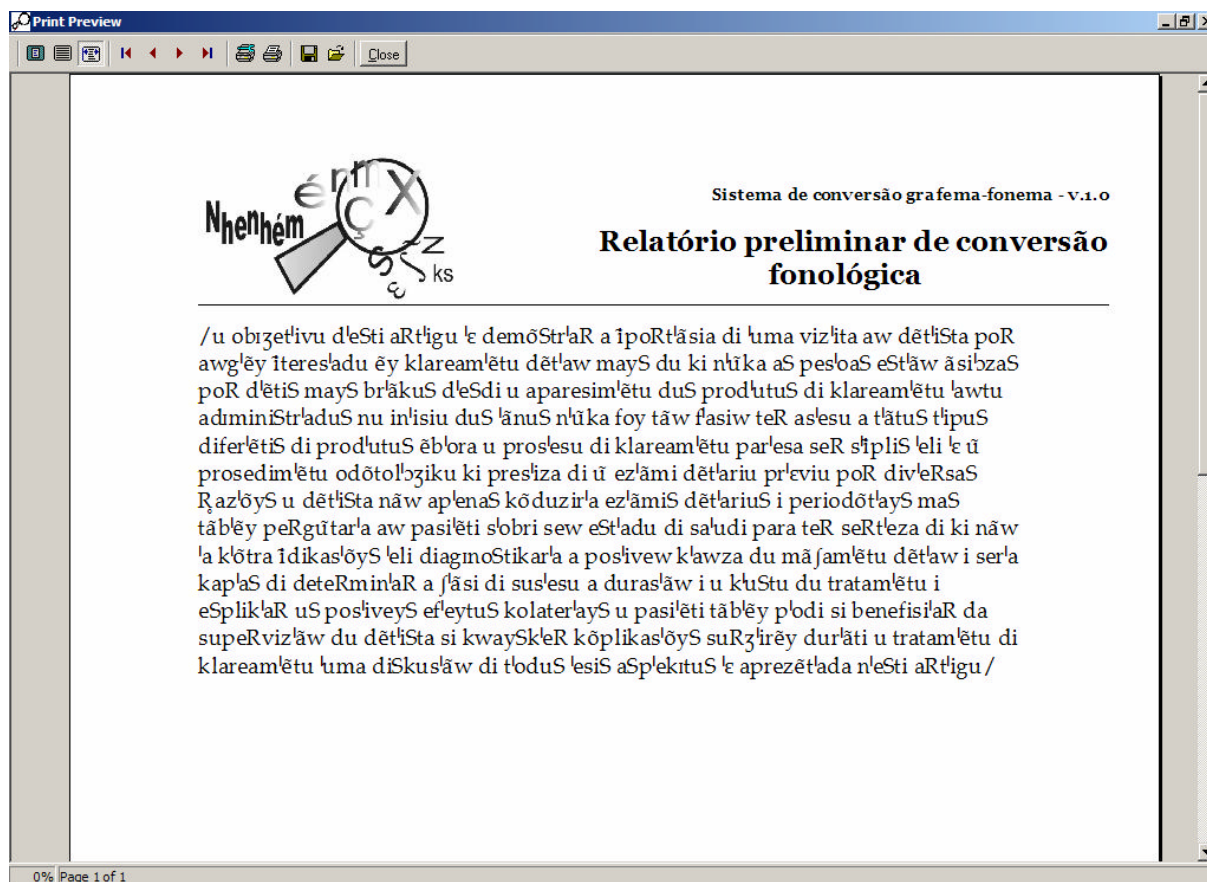 Print Preview
Close
Nhenhém
é n m
Ç X
s ʃ z
ɛ ks
Sistema de conversão grafema-fonema - v.1.0
Relatório preliminar de conversão
fonológica
/u obɪʒetˈivu dˈeSti aRtˈigu ˈɛ demõStrˈaR a ĩpoRtˈãsia di ˈuma vizˈita aw dẽtˈiSta poR
awgˈẽy ĩteresˈadu ẽy klareamˈẽtu dẽtˈaw mayS du ki nˈũka aS pesˈoaS eStˈãw ãsiˈɔzaS
poR dˈẽtiS mayS brˈãkuS dˈeSdi u aparesimˈẽtu duS prodˈutuS di klareamˈẽtu ˈawtu
adɪminiStrˈaduS nu inˈisiu duS ˈãnuS nˈũka foy tãw fˈasiw teR asˈesu a tˈãtuS tˈipuS
diferˈẽtiS di prodˈutuS ẽbˈora u prosˈesu di klareamˈẽtu parˈesa seR sˈĩpliS ˈeli ˈɛ ũ
prosedimˈẽtu odõtolˈɔʒiku ki presˈiza di ũ ezˈãmi dẽtˈariu prˈɛviu poR divˈeRsaS
R̥azˈõyS u dẽtˈiSta nãw apˈenaS kõduzirˈa ezˈãmiS dẽtˈariuS i periodõtˈayS maS
tãbˈẽy peRgũtarˈa aw pasiˈẽti sˈobri sew eStˈadu di saˈudi para teR seRtˈeza di ki nãw
ˈa kˈõtra ĩdikasˈõyS ˈeli diagɪnoStikarˈa a posˈivew kˈawza du mãʃamˈẽtu dẽtˈaw i serˈa
kapˈaS di deteRminˈaR a ʃˈãsi di susˈesu a durasˈãw i u kˈuStu du tratamˈẽtu i
eSplikˈaR uS posˈiveyS efˈeytuS kolaterˈayS u pasiˈẽti tãbˈẽy pˈodi si benefisiˈaR da
supeRvizˈãw du dẽtˈiSta si kwaySkˈeR kõplikasˈõyS suRʒˈirẽy durˈãti u tratamˈẽtu di
klareamˈẽtu ˈuma diSkusˈãw di tˈoduS ˈesiS aSpˈekɪtuS ˈɛ aprezẽtˈada nˈeSti aRtˈigu/
0% Page 1 of 1